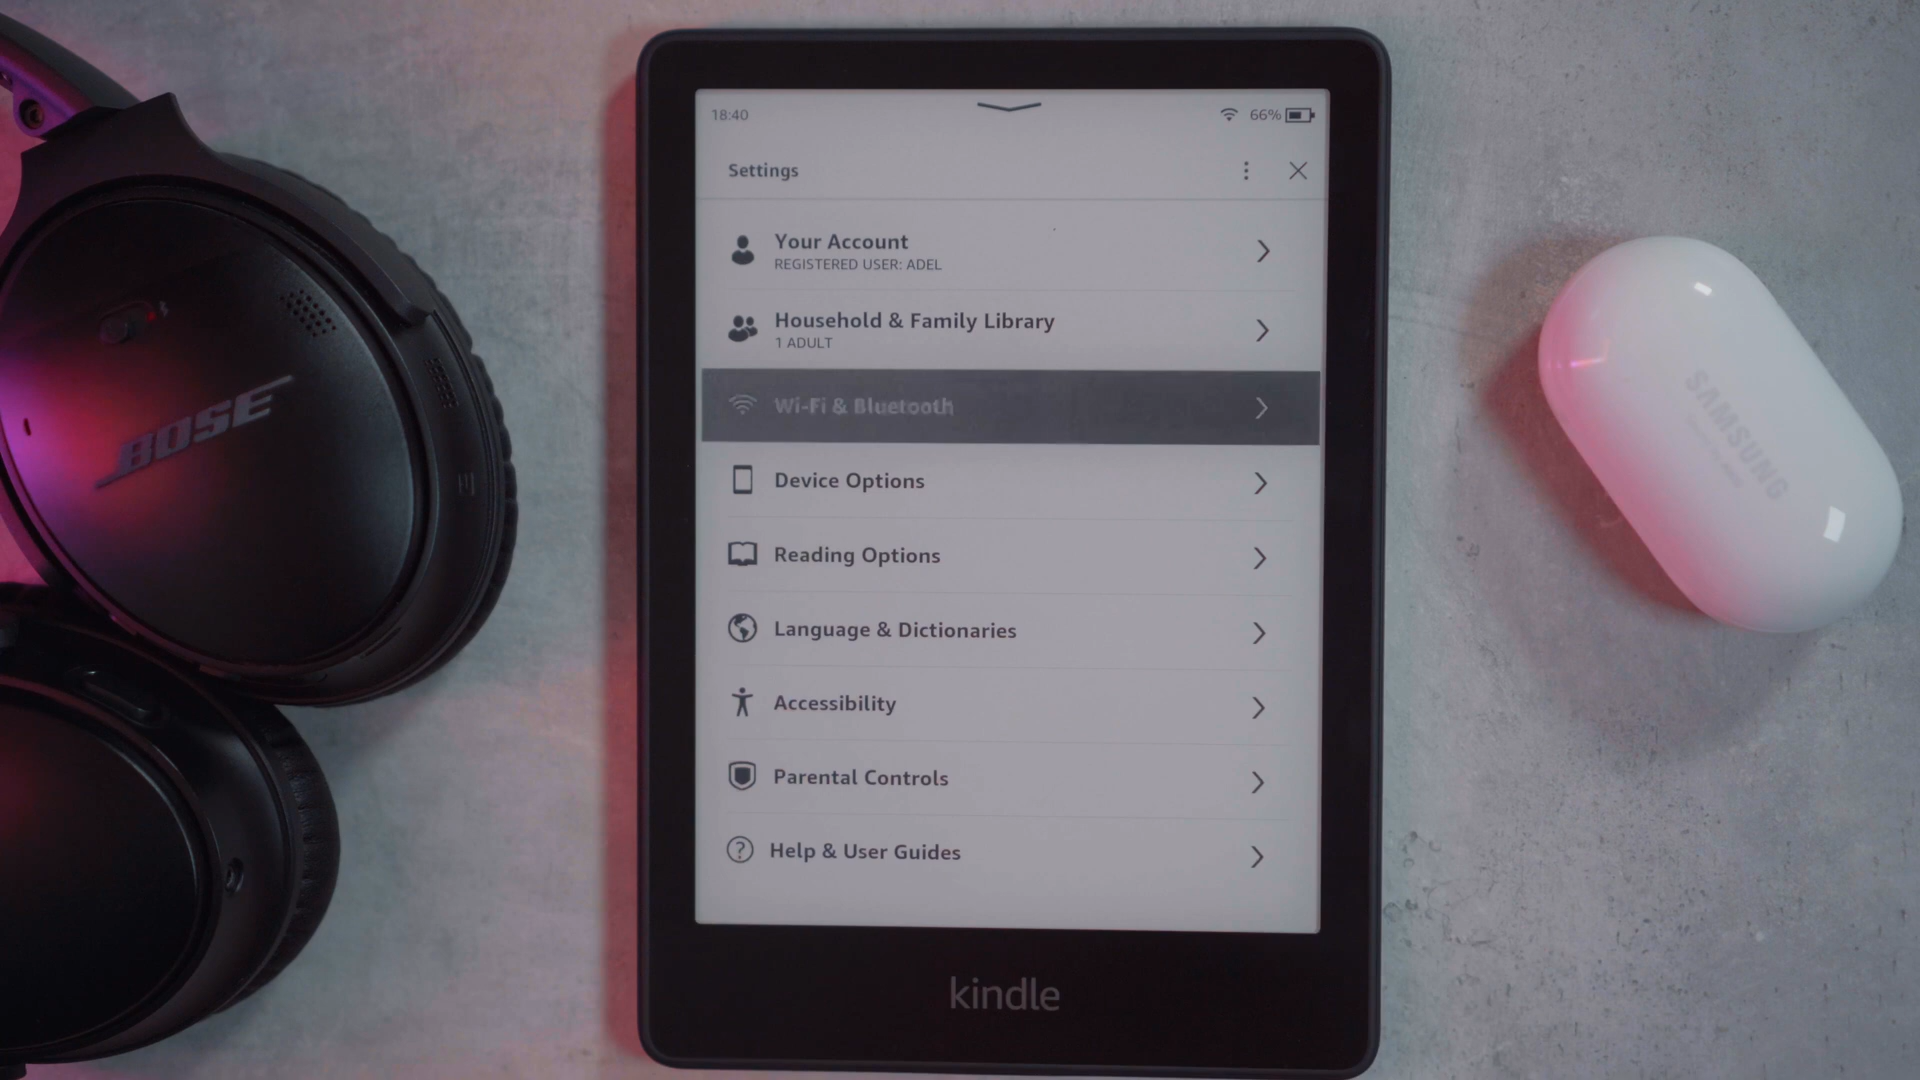 BOSE
18:40
66%
Settings
Your Account
REGISTERED USER: ADEL
Household & Family Library
1 ADULT
Wi-Fi & Bluetooth
Device Options
Reading Options
Language & Dictionaries
Accessibility
Parental Controls
Help & User Guides
kindle
SAMSUNG